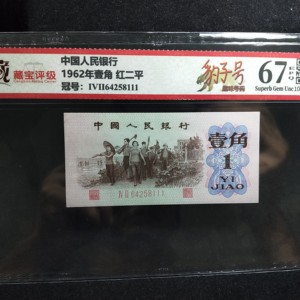 藏宝评级
中国人民银行
1962年壹角 红二平
冠号：IVII64258111
豹子号
67
Superb Gem Unc
中国人民银行
壹角
1
YI
JIAO
64258111